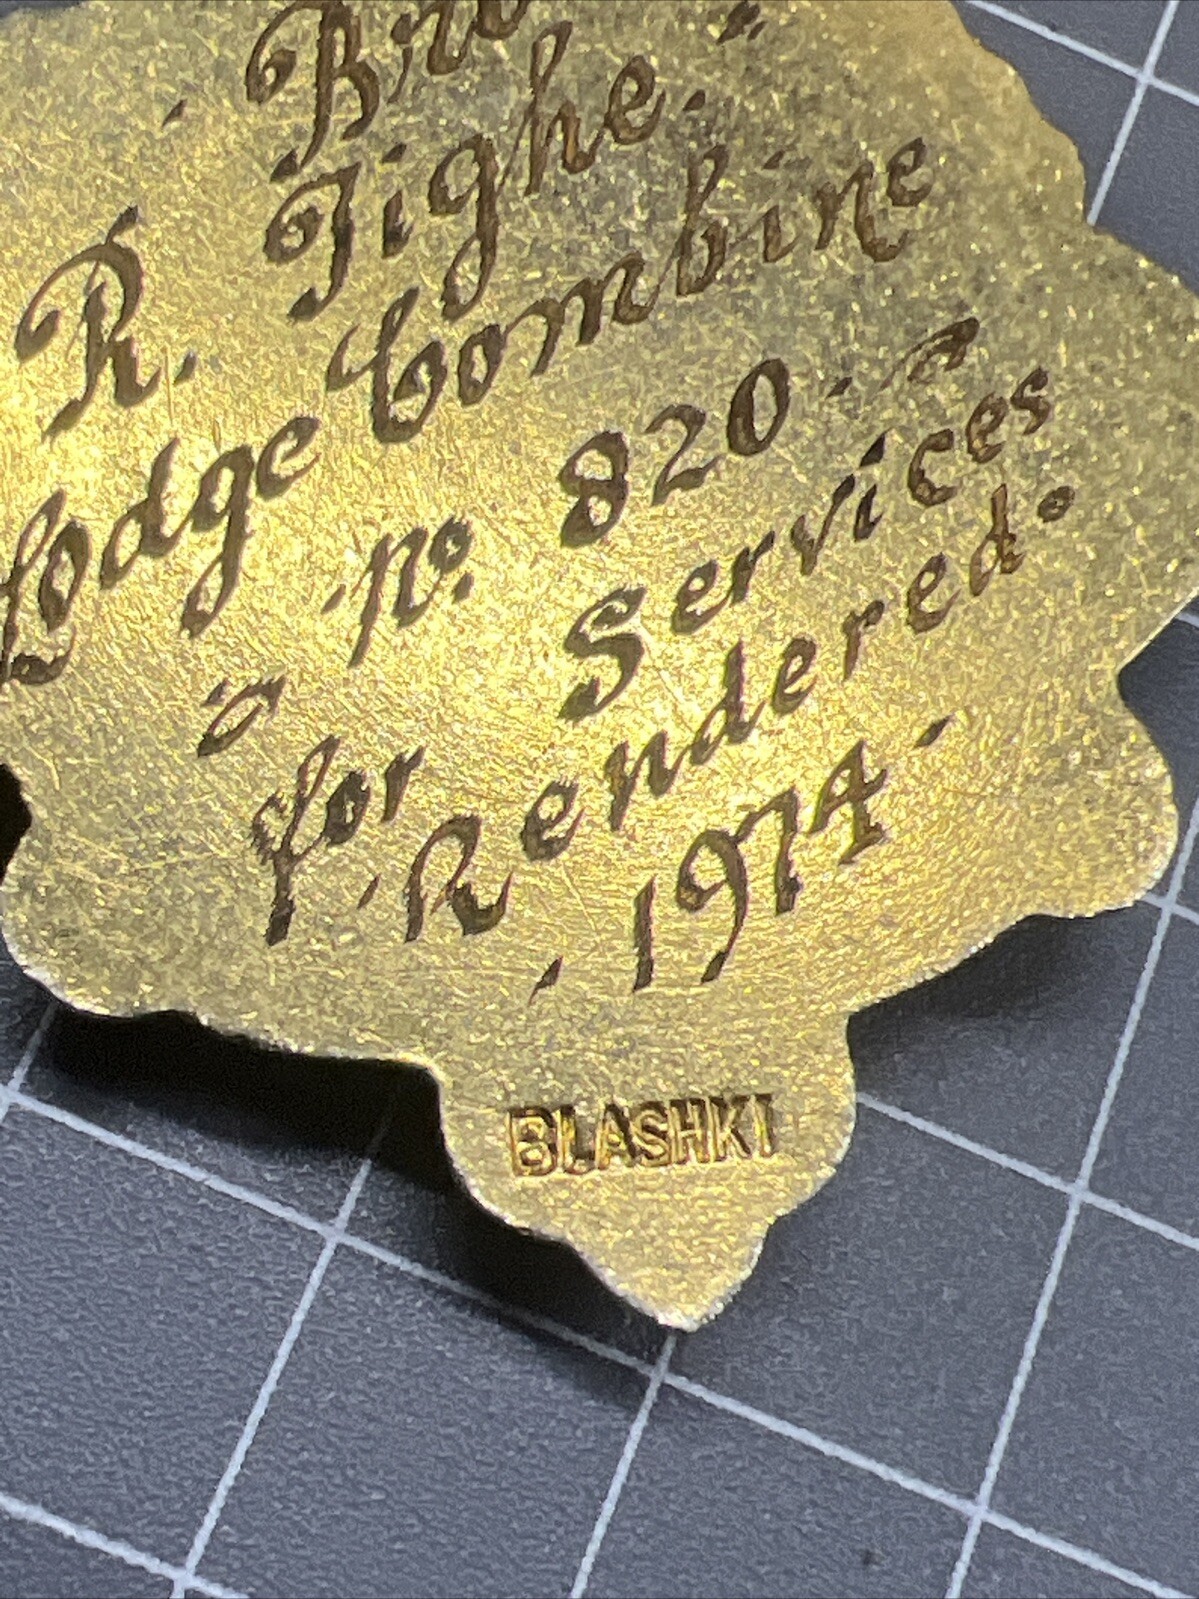 R. Tighe.
Lodge Combine
No. 820.
for Services
Rendered.
1974
BLASHKI